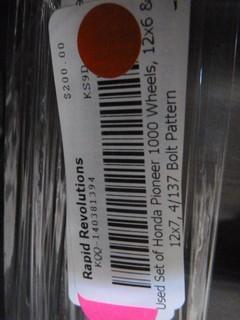 $200.00
KS9D
Rapid Revolutions
KQQ-140381394
Used Set of Honda Pioneer 1000 Wheels, 12x6 &
12x7, 4/137 Bolt Pattern